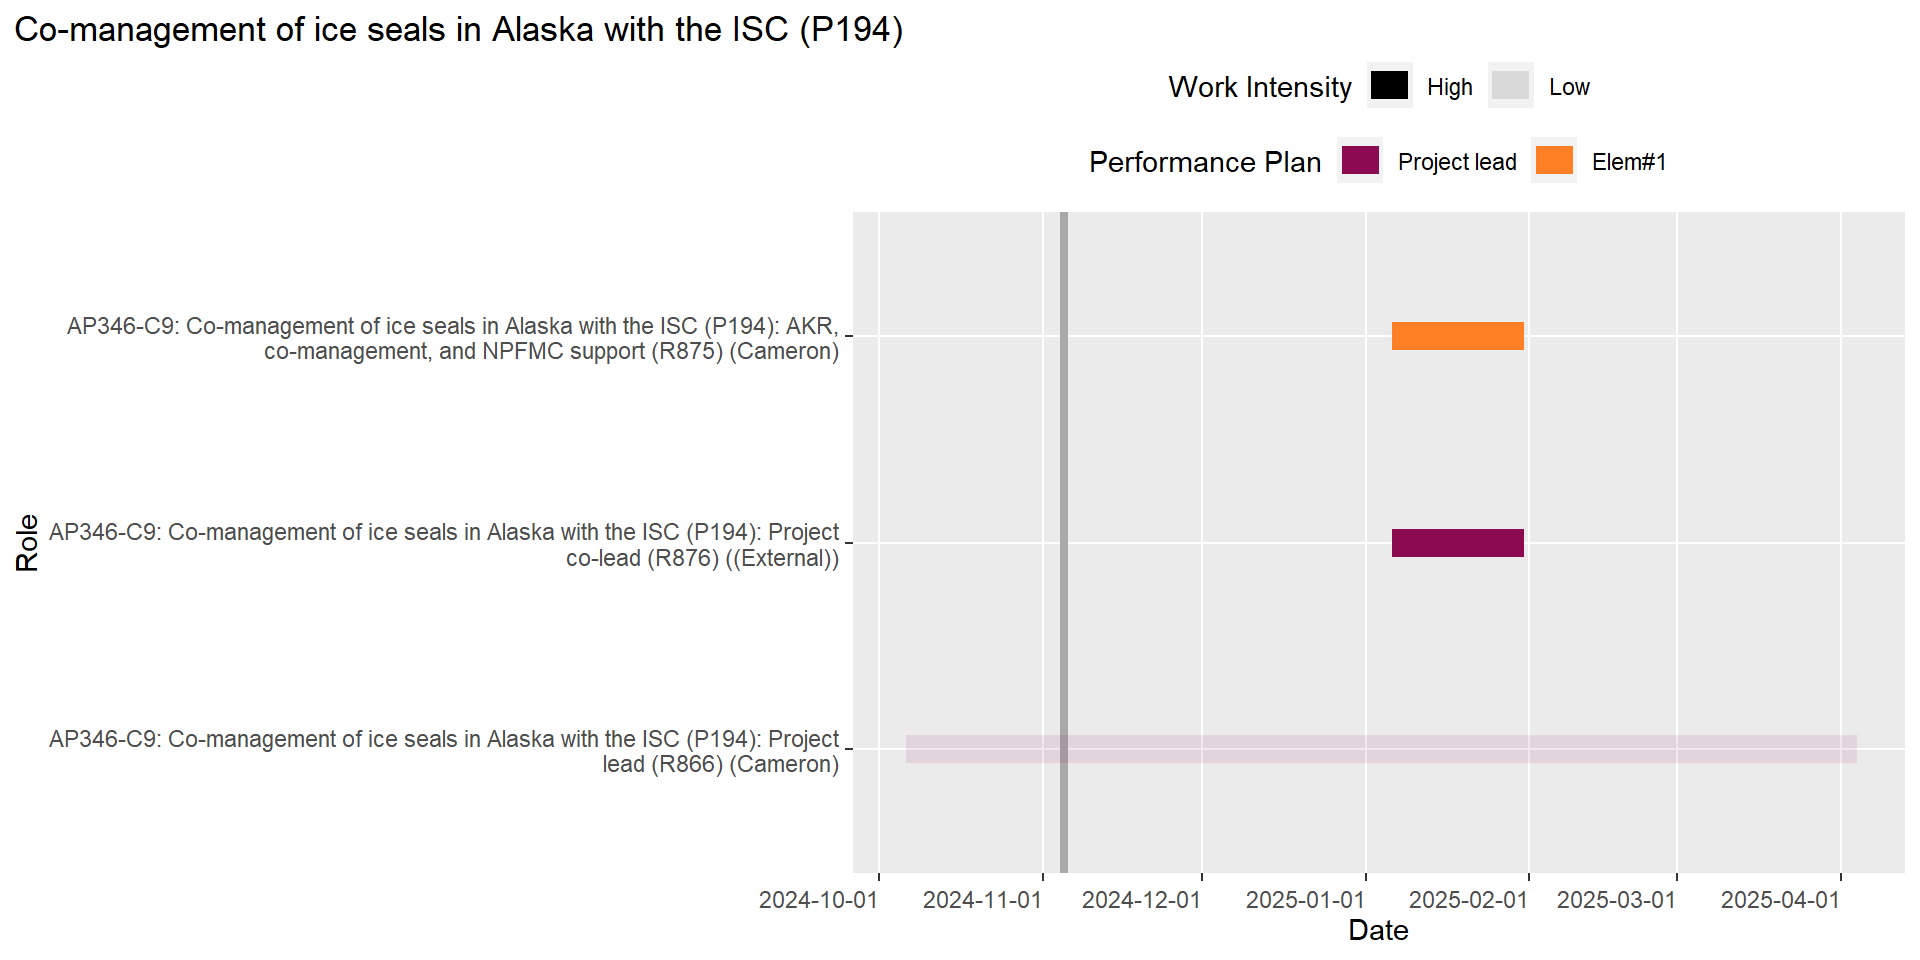 Co-management of ice seals in Alaska with the ISC (P194)
Work Intensity High Low
Performance Plan Project lead Elem#1
AP346-C9: Co-management of ice seals in Alaska with the ISC (P194): AKR,
co-management, and NPFMC support (R875) (Cameron)
Role
AP346-C9: Co-management of ice seals in Alaska with the ISC (P194): Project
co-lead (R876) ((External))
AP346-C9: Co-management of ice seals in Alaska with the ISC (P194): Project
lead (R866) (Cameron)
2024-10-01 2024-11-01 2024-12-01 2025-01-01 2025-02-01 2025-03-01 2025-04-01
Date